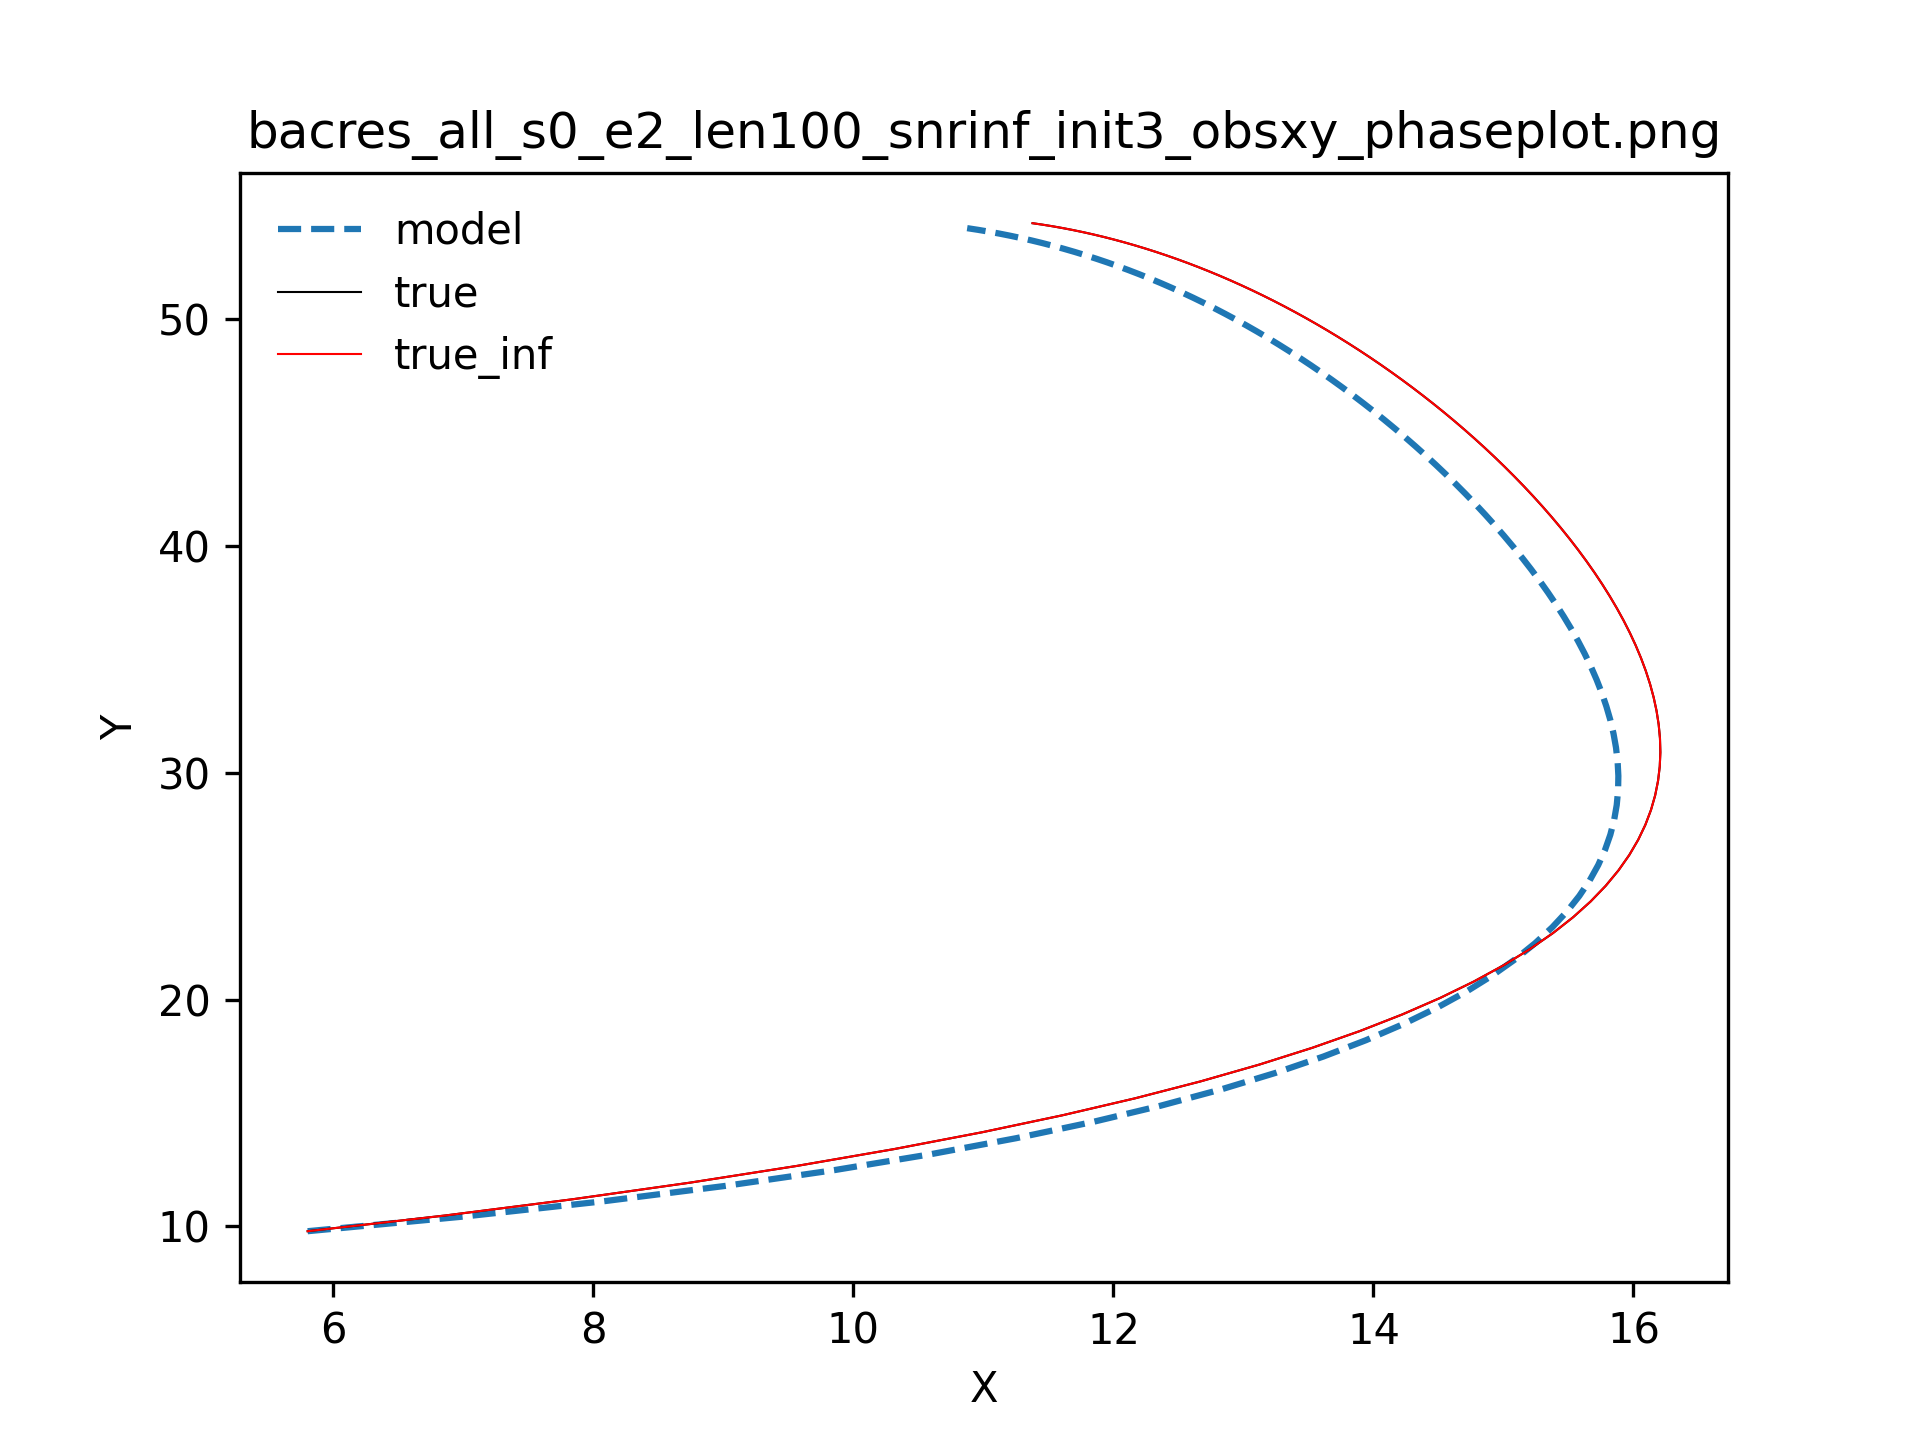 bacres_all_s0_e2_len100_snrinf_init3_obsxy_phaseplot.png
model
true
true_inf
50
40
30
20
10
Y
6 8 10 12 14 16
X